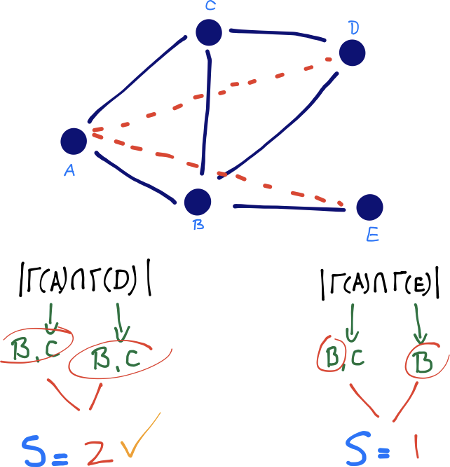 C
D
A
B
E
|Γ(A)∩Γ(D)|
|Γ(A)∩Γ(E)|
B,C
B,C
B,C
B
S=2✓
S=1